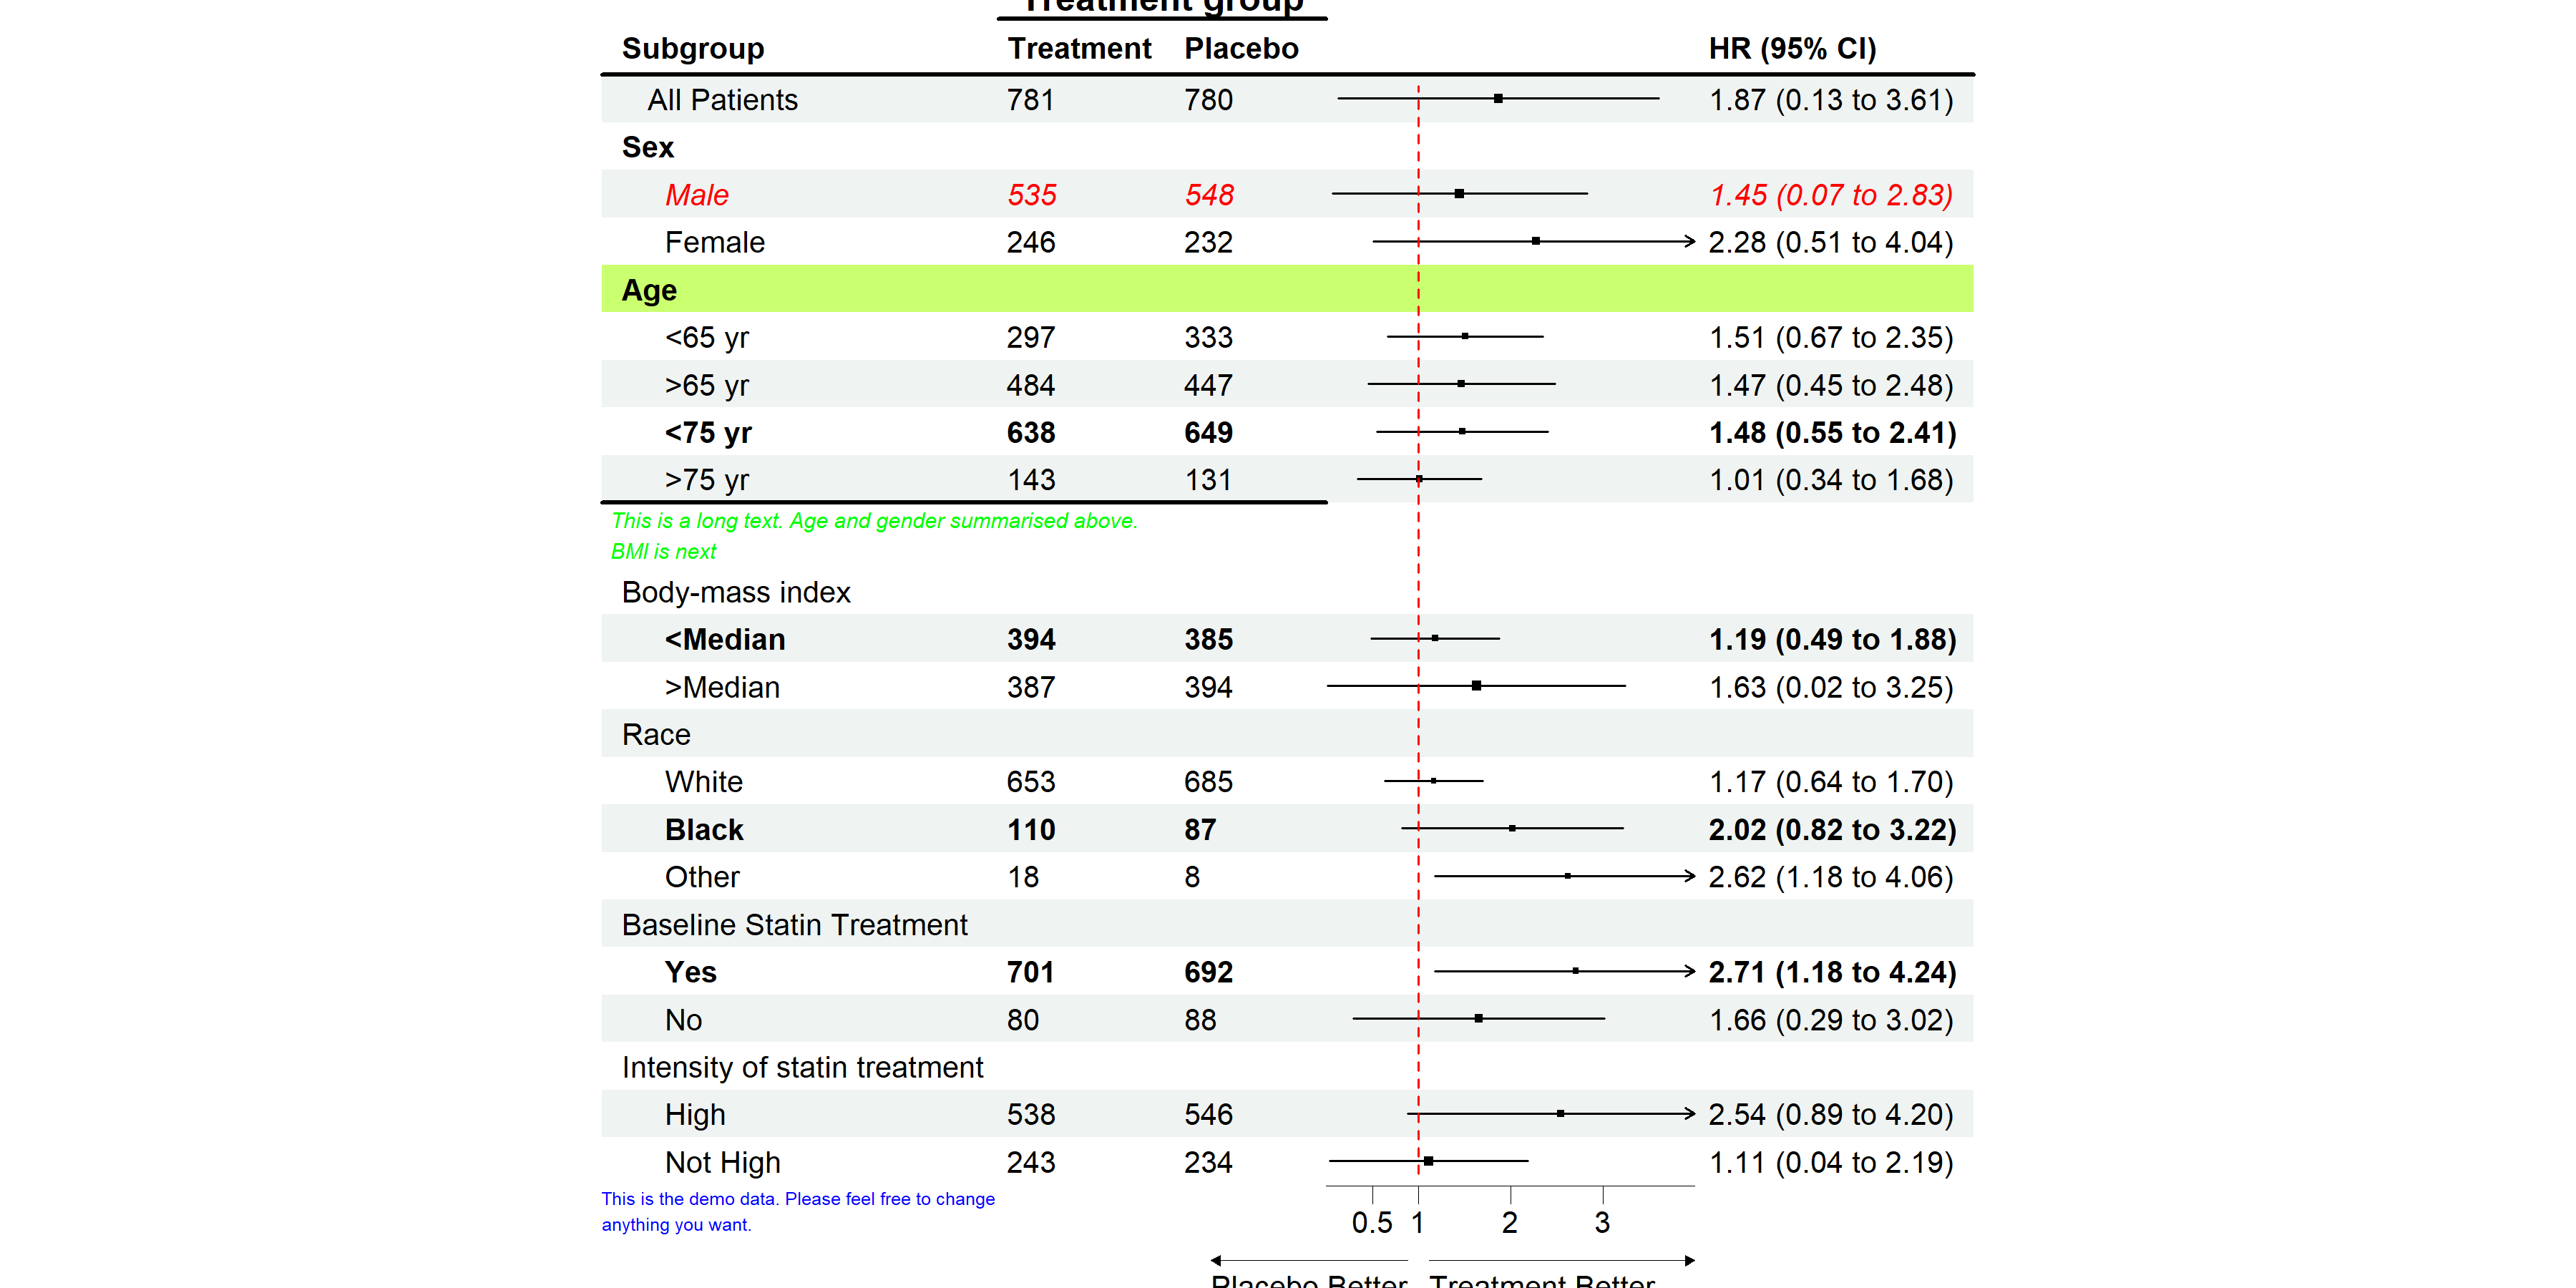 Treatment group
Subgroup Treatment Placebo HR (95% CI)
All Patients 781 780 1.87 (0.13 to 3.61)
Sex
Male 535 548 1.45 (0.07 to 2.83)
Female 246 232 2.28 (0.51 to 4.04)
Age
<65 yr 297 333 1.51 (0.67 to 2.35)
>65 yr 484 447 1.47 (0.45 to 2.48)
<75 yr 638 649 1.48 (0.55 to 2.41)
>75 yr 143 131 1.01 (0.34 to 1.68)
This is a long text. Age and gender summarised above.
BMI is next
Body-mass index
<Median 394 385 1.19 (0.49 to 1.88)
>Median 387 394 1.63 (0.02 to 3.25)
Race
White 653 685 1.17 (0.64 to 1.70)
Black 110 87 2.02 (0.82 to 3.22)
Other 18 8 2.62 (1.18 to 4.06)
Baseline Statin Treatment
Yes 701 692 2.71 (1.18 to 4.24)
No 80 88 1.66 (0.29 to 3.02)
Intensity of statin treatment
High 538 546 2.54 (0.89 to 4.20)
Not High 243 234 1.11 (0.04 to 2.19)
This is the demo data. Please feel free to change
anything you want.
0.5 1 2 3
Placebo Better Treatment Better